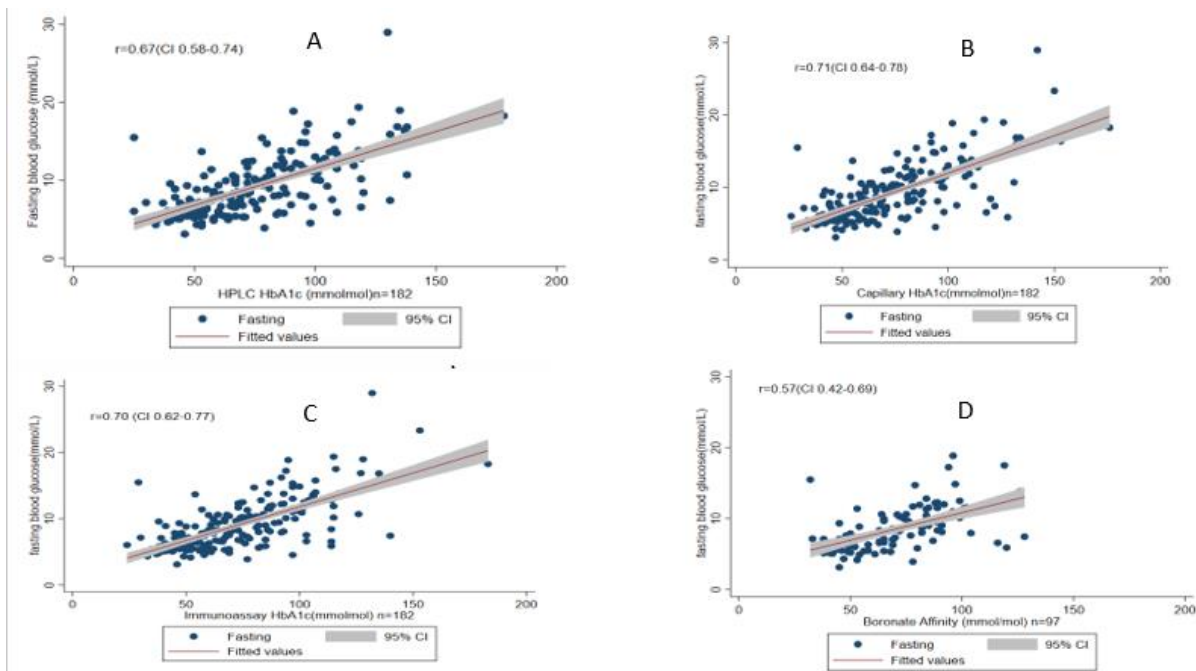 A
r=0.67(CI 0.58-0.74)
Fasting blood glucose (mmol/L)
30
20
10
0
0 50 100 150 200
HPLC HbA1c (mmolmol)n=182
Fasting 95% CI
Fitted values
B
r=0.71(CI 0.64-0.78)
fasting blood glucose(mmol/L)
30
20
10
0
0 50 100 150 200
Capillary HbA1c(mmolmol)n=182
Fasting 95% CI
Fitted values
C
r=0.70 (CI 0.62-0.77)
fasting blood glucose(mmol/L)
30
20
10
0
0 50 100 150 200
Immunoassay HbA1c(mmolmol) n=182
Fasting 95% CI
Fitted values
D
r=0.57(CI 0.42-0.69)
fasting blood glucose(mmol/L)
30
20
10
0
0 50 100 150 200
Boronate Affinity (mmol/mol) n=97
Fasting 95% CI
Fitted values